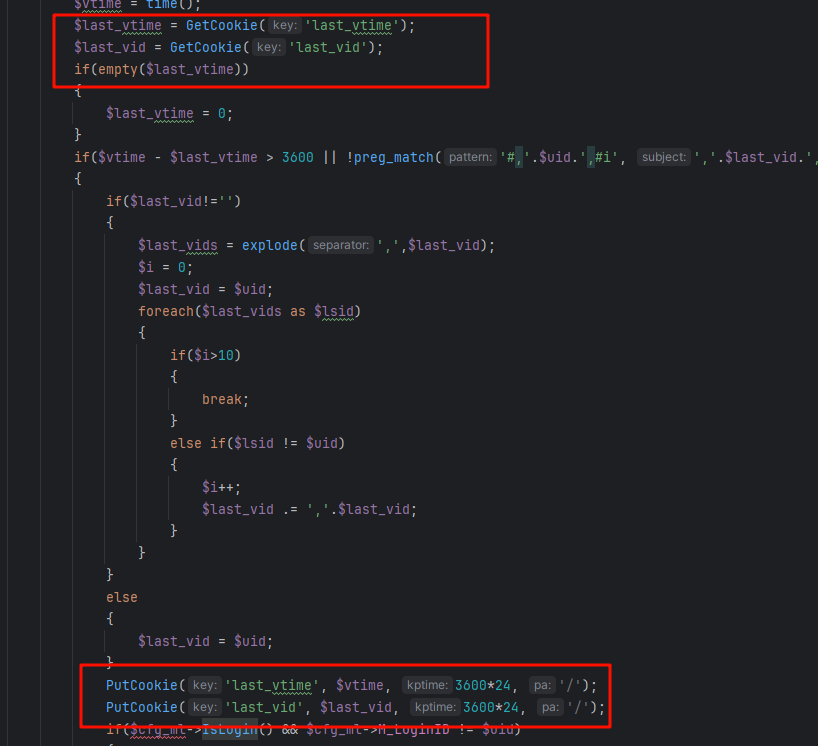 $vtime = time();
$last_vtime = GetCookie( key: 'last_vtime');
$last_vid = GetCookie( key: 'last_vid');
if(empty($last_vtime))
{
$last_vtime = 0;
}
if($vtime - $last_vtime > 3600 || !preg_match( pattern: '#,'.$uid.',#i', subject: ','.$last_vid.',
{
if($last_vid!='')
{
$last_vids = explode( separator: ',',$last_vid);
$i = 0;
$last_vid = $uid;
foreach($last_vids as $lsid)
{
if($i>10)
{
break;
}
else if($lsid != $uid)
{
$i++;
$last_vid .= ','.$last_vid;
}
}
}
else
{
$last_vid = $uid;
}
PutCookie( key: 'last_vtime', $vtime, kptime: 3600*24, pa: '/');
PutCookie( key: 'last_vid', $last_vid, kptime: 3600*24, pa: '/');
if($cfg_ml->IsLogin() && $cfg_ml->M_LoginID != $uid)
{